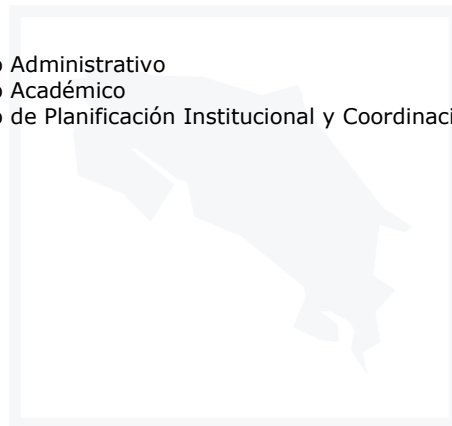 o Administrativo
o Académico
o de Planificación Institucional y Coordinaci